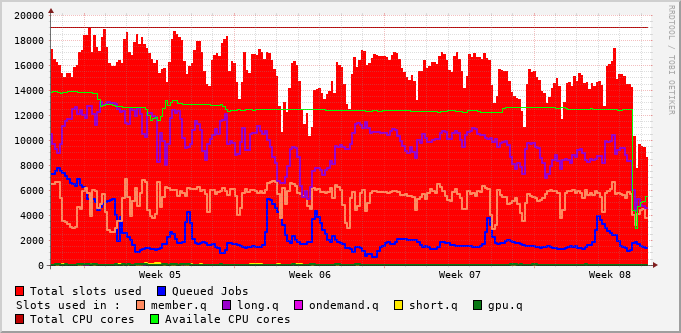 20000
18000
16000
14000
12000
10000
8000
6000
4000
2000
0
Week 05 Week 06 Week 07 Week 08
RRDTOOL / TOBI OETIKER
Total slots used Queued Jobs
Slots used in : member.q long.q ondemand.q short.q gpu.q
Total CPU cores Availale CPU cores